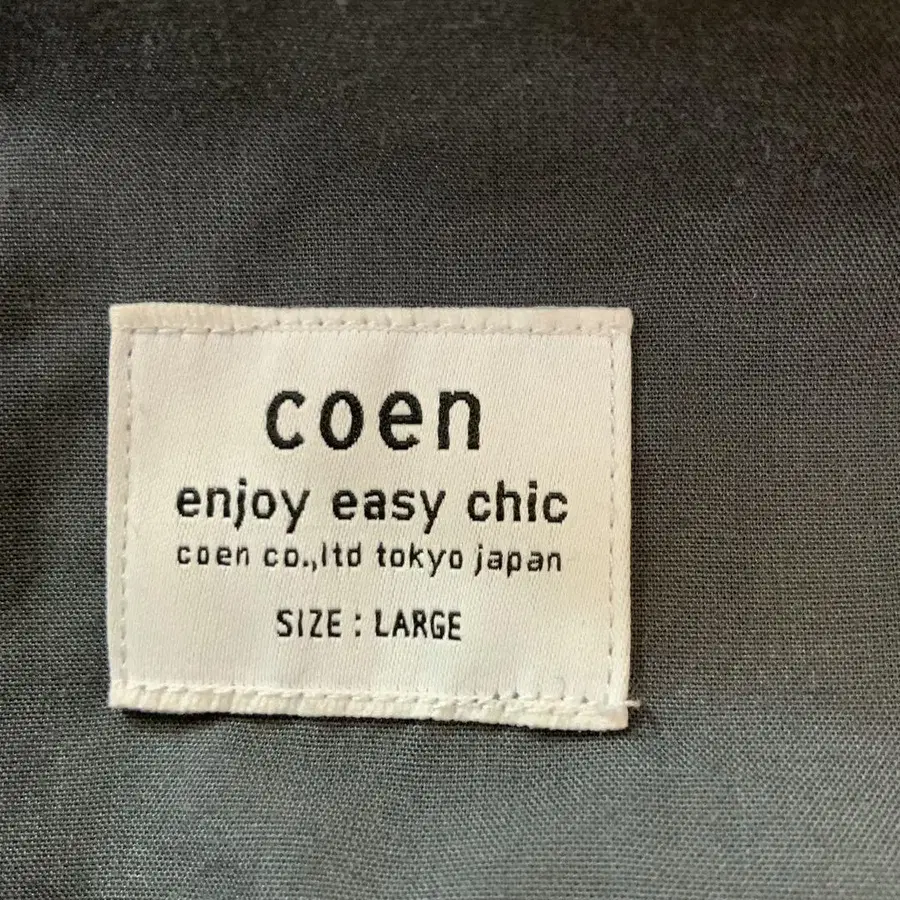 coen
enjoy easy chic
coen co.,ltd tokyo japan
SIZE : LARGE